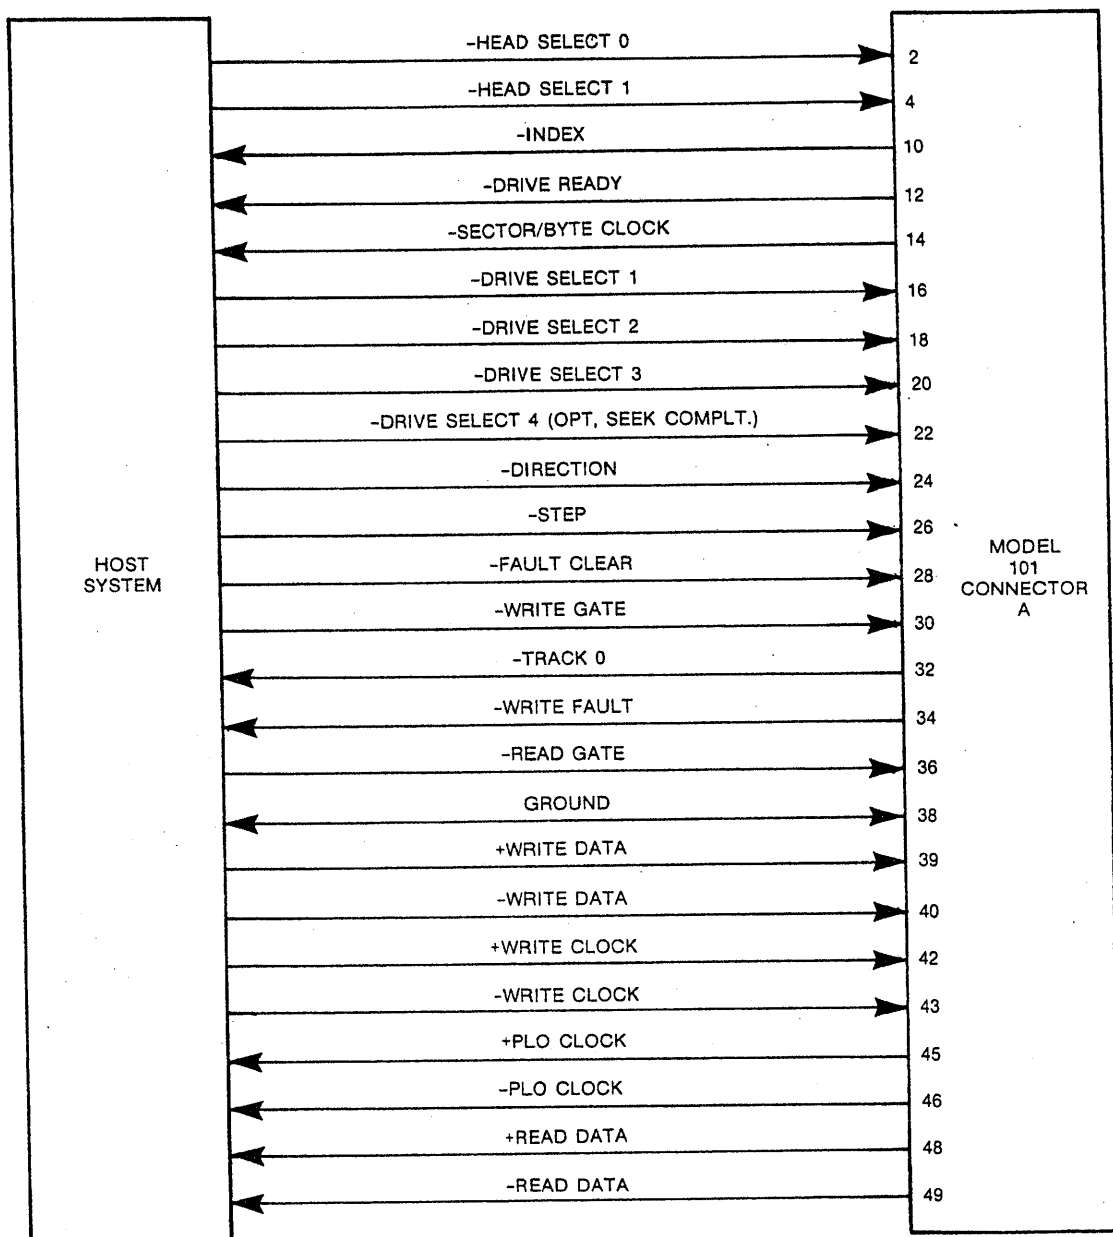 -HEAD SELECT 0
2
-HEAD SELECT 1
4
-INDEX
10
-DRIVE READY
12
-SECTOR/BYTE CLOCK
14
-DRIVE SELECT 1
16
-DRIVE SELECT 2
18
-DRIVE SELECT 3
20
-DRIVE SELECT 4 (OPT, SEEK COMPLT.)
22
-DIRECTION
24
-STEP
26
HOST
SYSTEM
MODEL
101
CONNECTOR
A
-FAULT CLEAR
28
-WRITE GATE
30
-TRACK 0
32
-WRITE FAULT
34
-READ GATE
36
GROUND
38
+WRITE DATA
39
-WRITE DATA
40
+WRITE CLOCK
42
-WRITE CLOCK
43
+PLO CLOCK
45
-PLO CLOCK
46
+READ DATA
48
-READ DATA
49